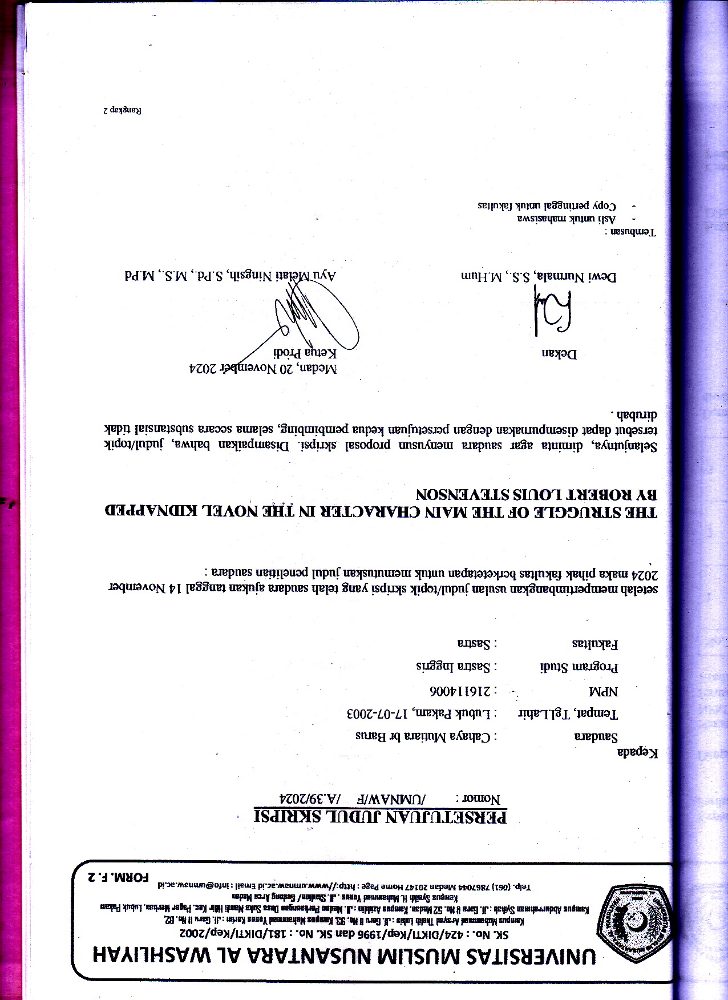 UNIVERSITAS MUSLIM NUSANTARA AL WASHLIYAH
SK. No. : 424/DIKTI/Kep/1996 dan SK. No. : 181/DIKTI/Kep/2002
Kampus Muhammad Arsyad Thalib Lubis : Jl. Garu II No. 93, Kampus Muhammad Yunus Karim : Jl. Garu II No. 02,
Kampus Abdurrahman Syihab : Jl. Garu II No. 52 Medan, Kampus Aziddin : Jl. Medan Perbaungan Desa Suka Mandi Hilir Kec. Pagar Merbau, Lubuk Pakam
Kampus Syeikh H. Muhammad Yunus , Jl. Stadion/ Gedung Arca Medan
Telp. (061) 7867044 Medan 20147 Home Page : http://www.umnaw.ac.id Email : info@umnaw.ac.id
FORM. F. 2
PERSETUJUAN JUDUL SKRIPSI
Nomor : /UMNAW/F /A.39/2024
Kepada
Saudara : Cahaya Mutiara br Barus
Tempat, Tgl.Lahir : Lubuk Pakam, 17-07-2003
NPM : 216114006
Program Studi : Sastra Inggris
Fakultas : Sastra
setelah mempertimbangkan usulan judul/topik skripsi yang telah saudara ajukan tanggal 14 November
2024 maka pihak fakultas berketetapan untuk memutuskan judul penelitian saudara :
THE STRUGGLE OF THE MAIN CHARACTER IN THE NOVEL KIDNAPPED
BY ROBERT LOUIS STEVENSON
Selanjutnya, diminta agar saudara menyusun proposal skripsi. Disampaikan bahwa, judul/topik
tersebut dapat disempurnakan dengan persetujuan kedua pembimbing, selama secara substansial tidak
dirubah .
Medan, 20 November 2024
Dekan Ketua Prodi
Dewi Nurmala, S.S., M.Hum Ayu Melati Ningsih, S.Pd., M.S., M.Pd
Tembusan :
- Asli untuk mahasiswa
- Copy pertinggal untuk fakultas
Rangkap 2